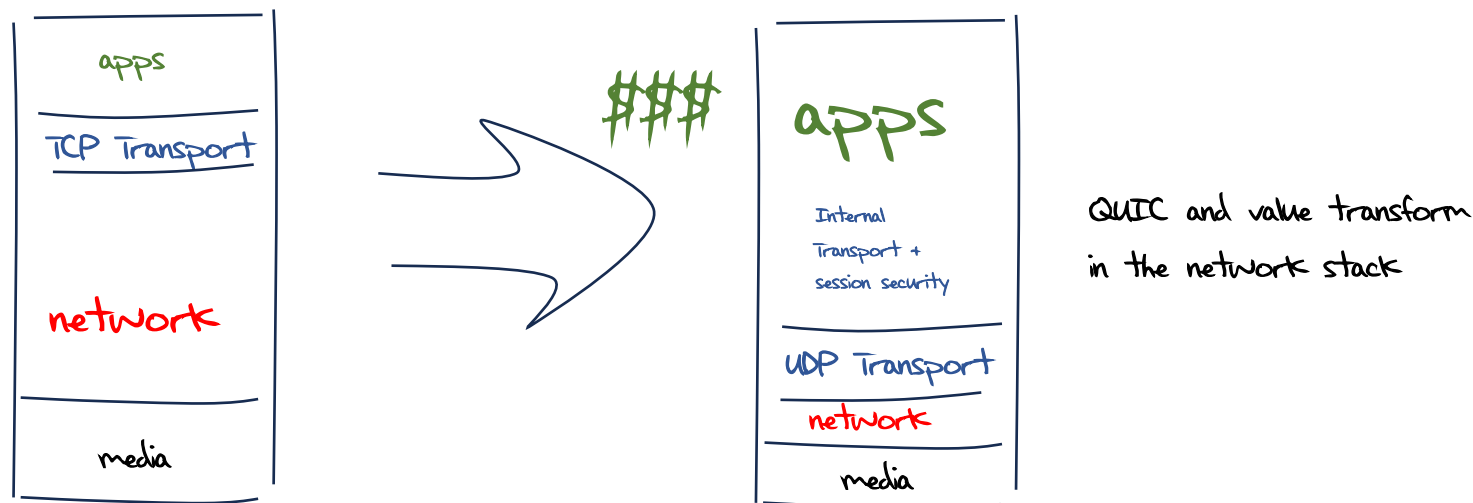 apps
TCP Transport
network
media
$$$
apps
Internal
Transport +
session security
UDP Transport
network
media
QUIC and value transform
in the network stack